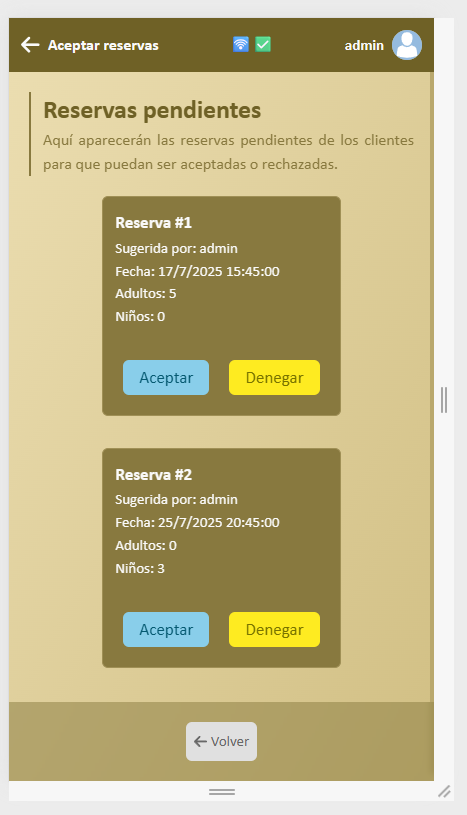 Aceptar reservas
admin
Reservas pendientes
Aquí aparecerán las reservas pendientes de los clientes
para que puedan ser aceptadas o rechazadas.
Reserva #1
Sugerida por: admin
Fecha: 17/7/2025 15:45:00
Adultos: 5
Niños: 0
Aceptar
Denegar
Reserva #2
Sugerida por: admin
Fecha: 25/7/2025 20:45:00
Adultos: 0
Niños: 3
Aceptar
Denegar
Volver